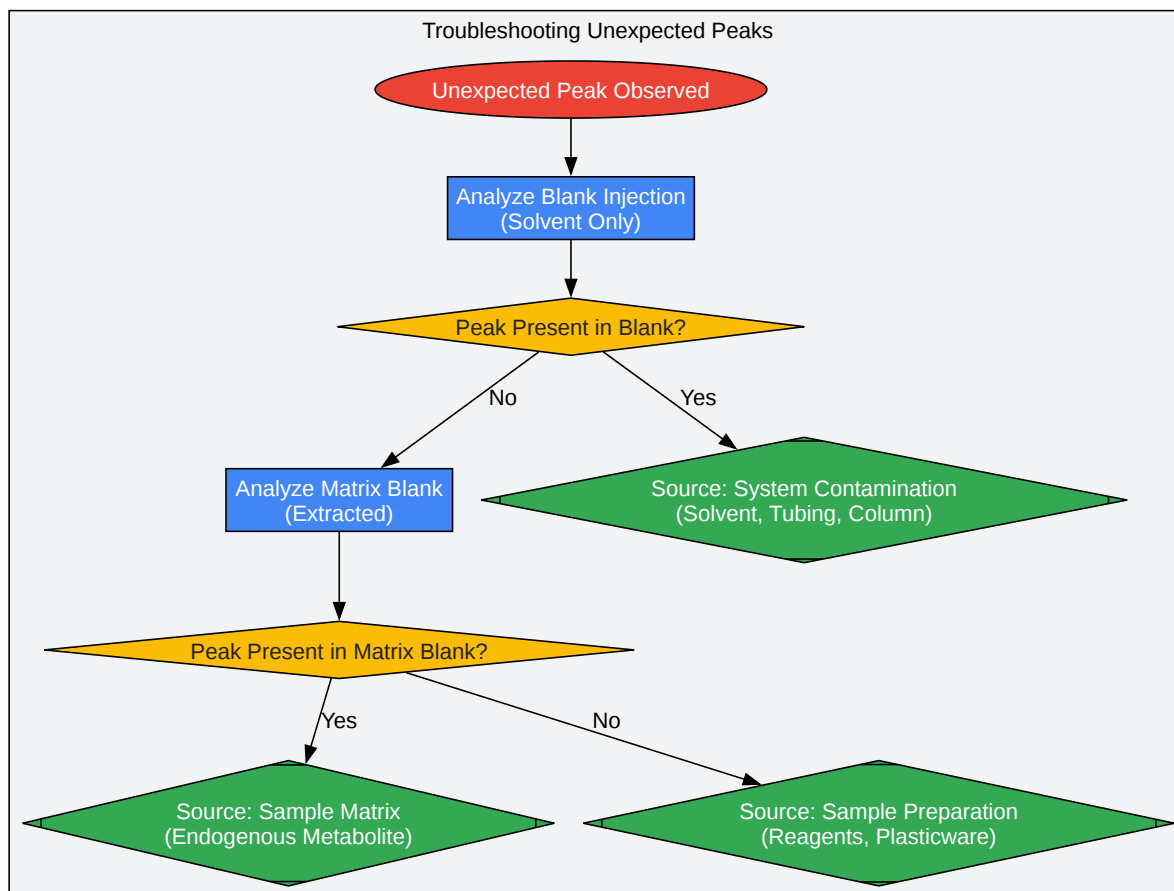 Troubleshooting Unexpected Peaks
Unexpected Peak Observed
Analyze Blank Injection
(Solvent Only)
Peak Present in Blank?
No
Yes
Analyze Matrix Blank
(Extracted)
Source: System Contamination
(Solvent, Tubing, Column)
Peak Present in Matrix Blank?
Yes
No
Source: Sample Matrix
(Endogenous Metabolite)
Source: Sample Preparation
(Reagents, Plasticware)